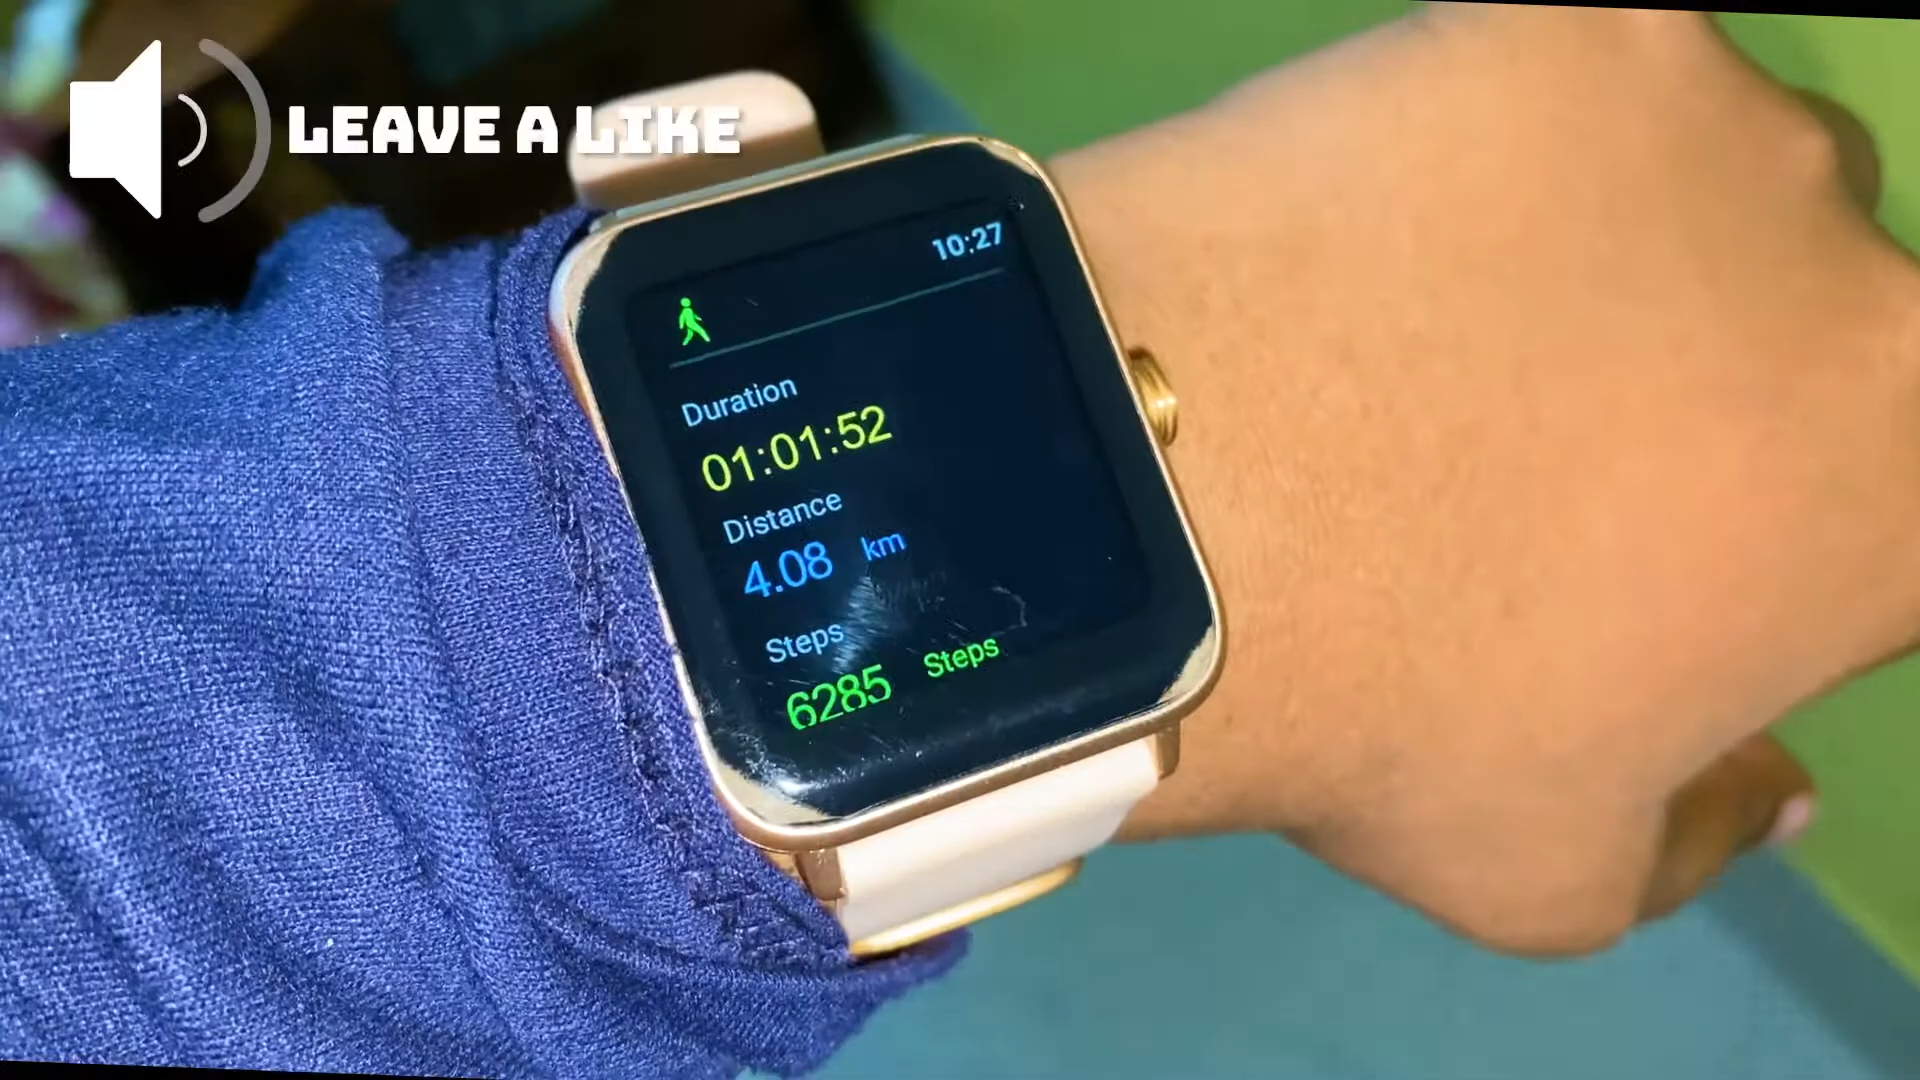 LEAVE A LIKE
10:27
Duration
01:01:52
Distance
4.08 km
Steps
6285 Steps